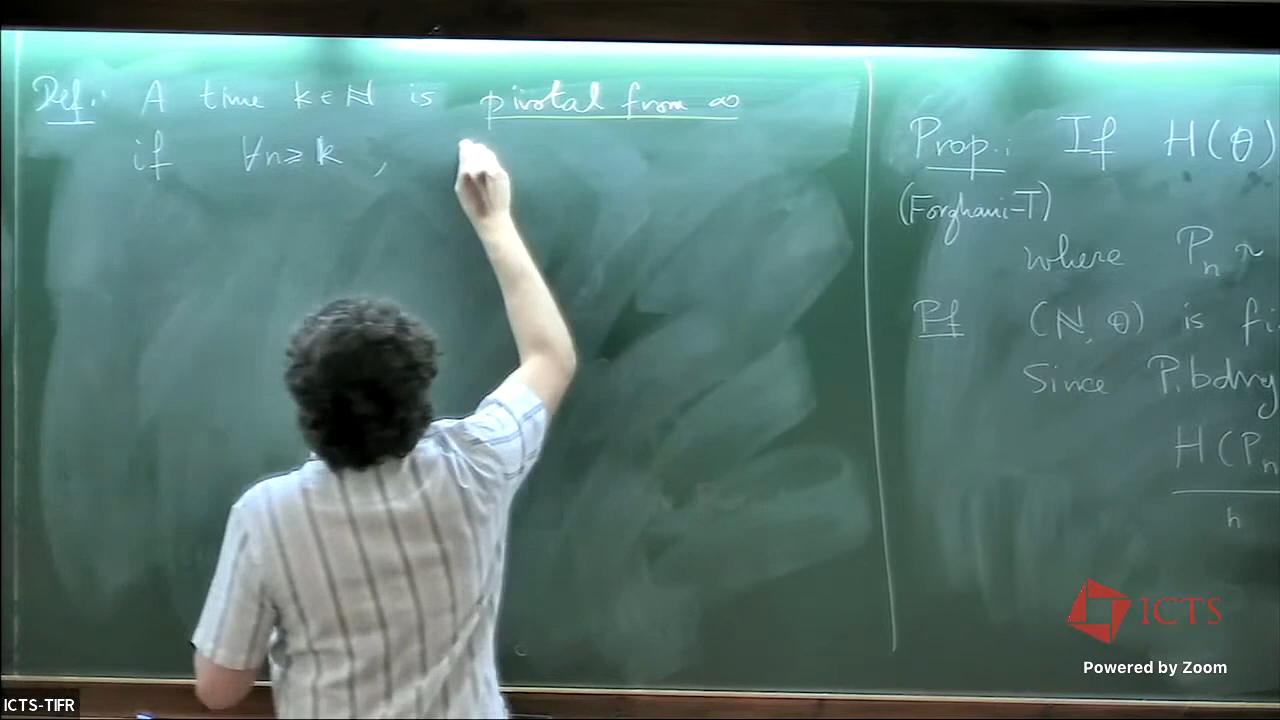 Def.: A time k ∈ ℕ is pivotal from ∞
if ∀n ≥ k ,
Prop.: If H(θ)
(Forghani-T)
where Pₙ ~
Pf (ℕ, θ) is fi
Since P. bdry
H(Pₙ
n
ICTS
Powered by Zoom
ICTS-TIFR